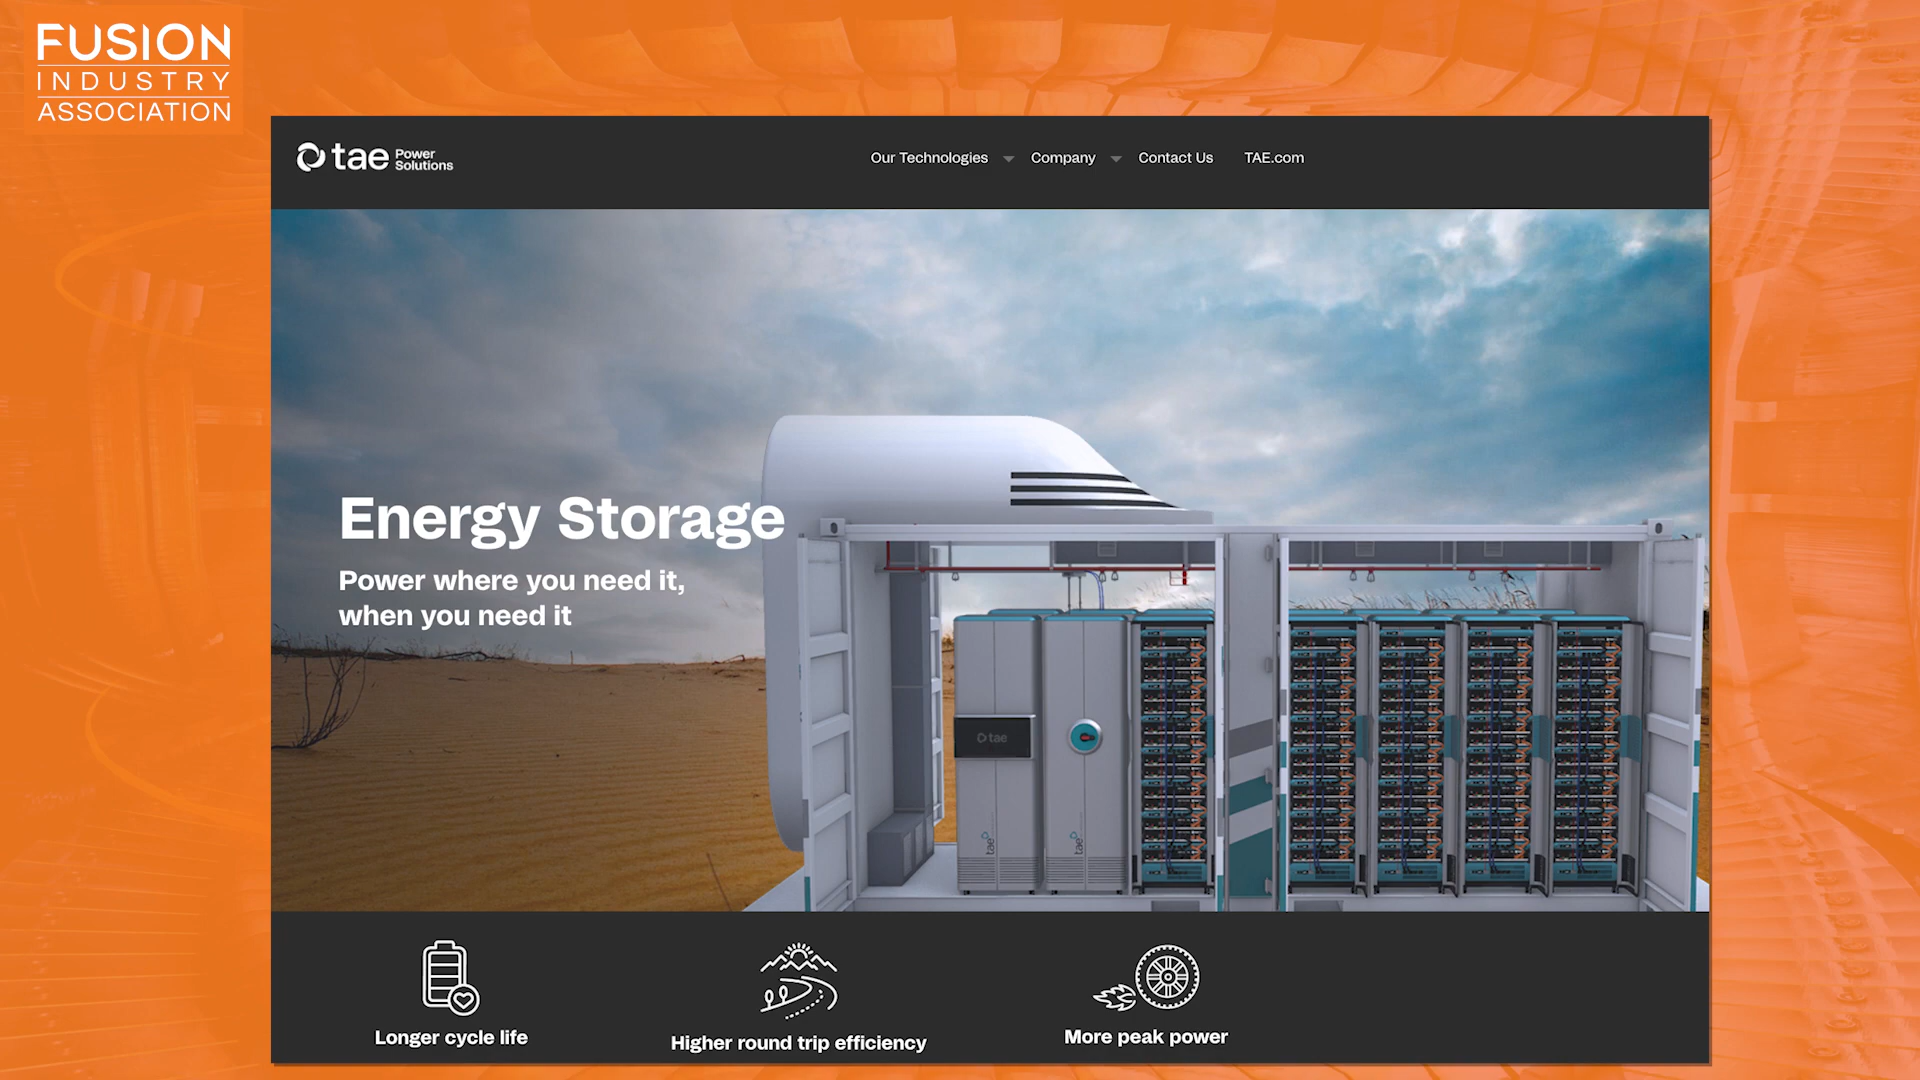 FUSION
INDUSTRY
ASSOCIATION
tae Power
Solutions
Our Technologies
Company
Contact Us
TAE.com
Energy Storage
Power where you need it,
when you need it
tae
tae
tae
Longer cycle life
Higher round trip efficiency
More peak power